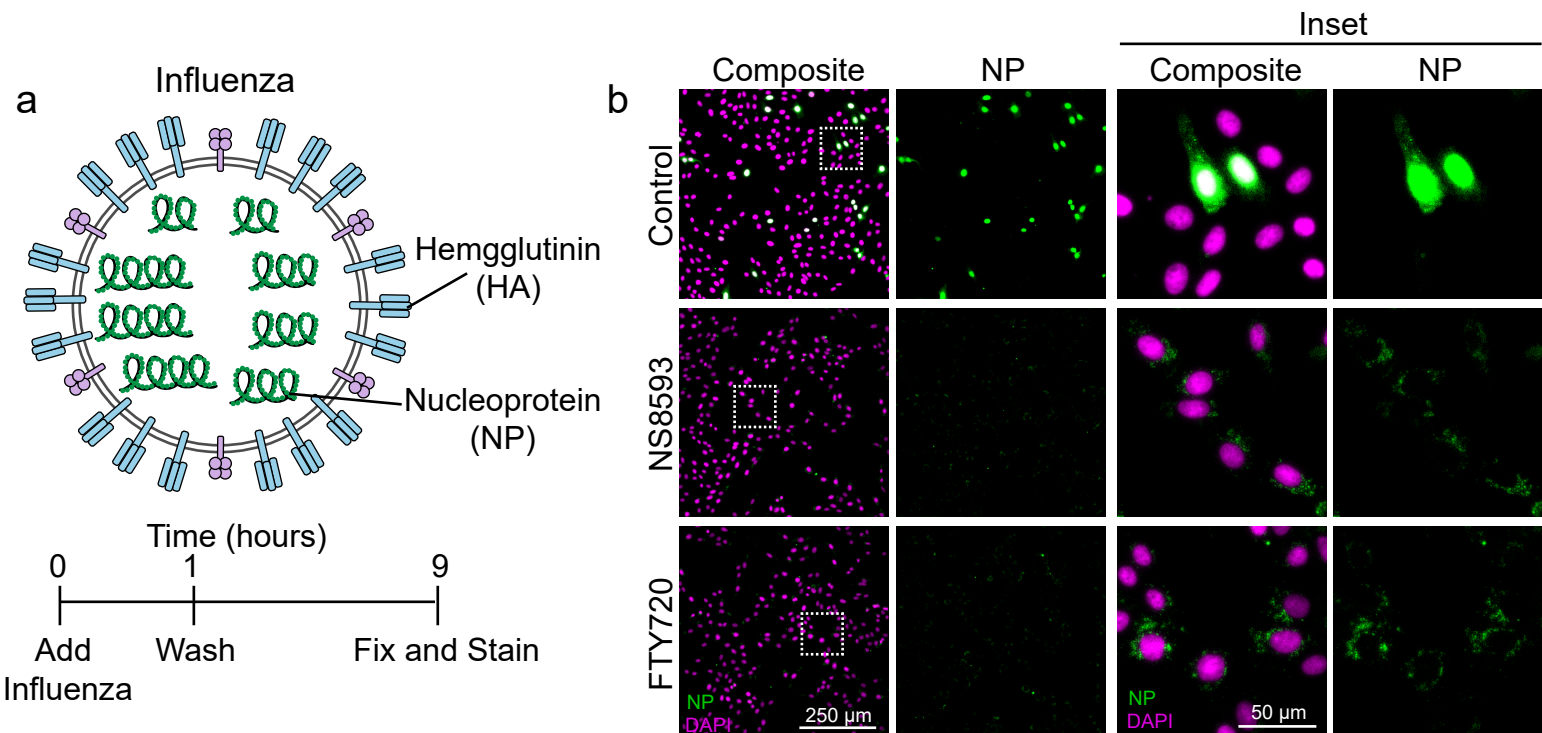 a
Influenza
Hemgglutinin
(HA)
Nucleoprotein
(NP)
Time (hours)
0
1
9
Add
Influenza
Wash
Fix and Stain
b
Inset
Composite
NP
Composite
NP
Control
NS8593
FTY720
NP
DAPI
250 μm
NP
DAPI
50 μm